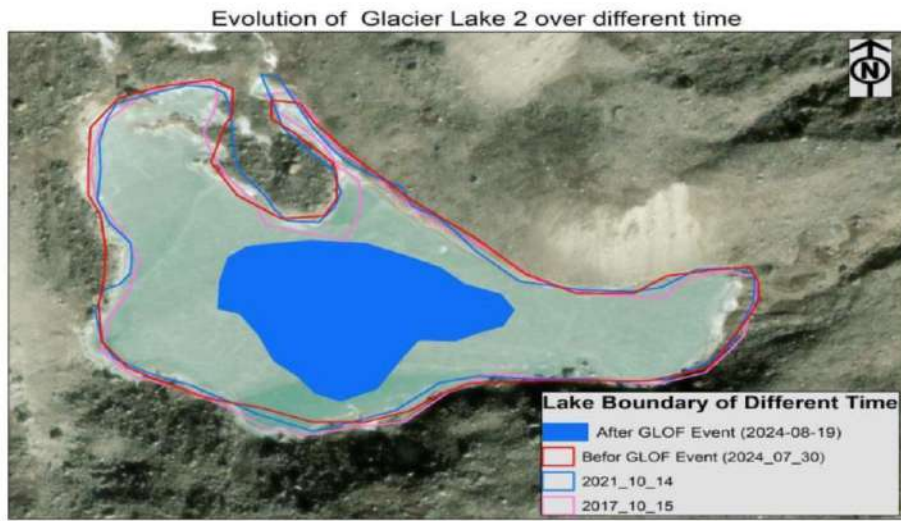 Evolution of Glacier Lake 2 over different time
N
Lake Boundary of Different Time
After GLOF Event (2024-08-19)
Befor GLOF Event (2024_07_30)
2021_10_14
2017_10_15